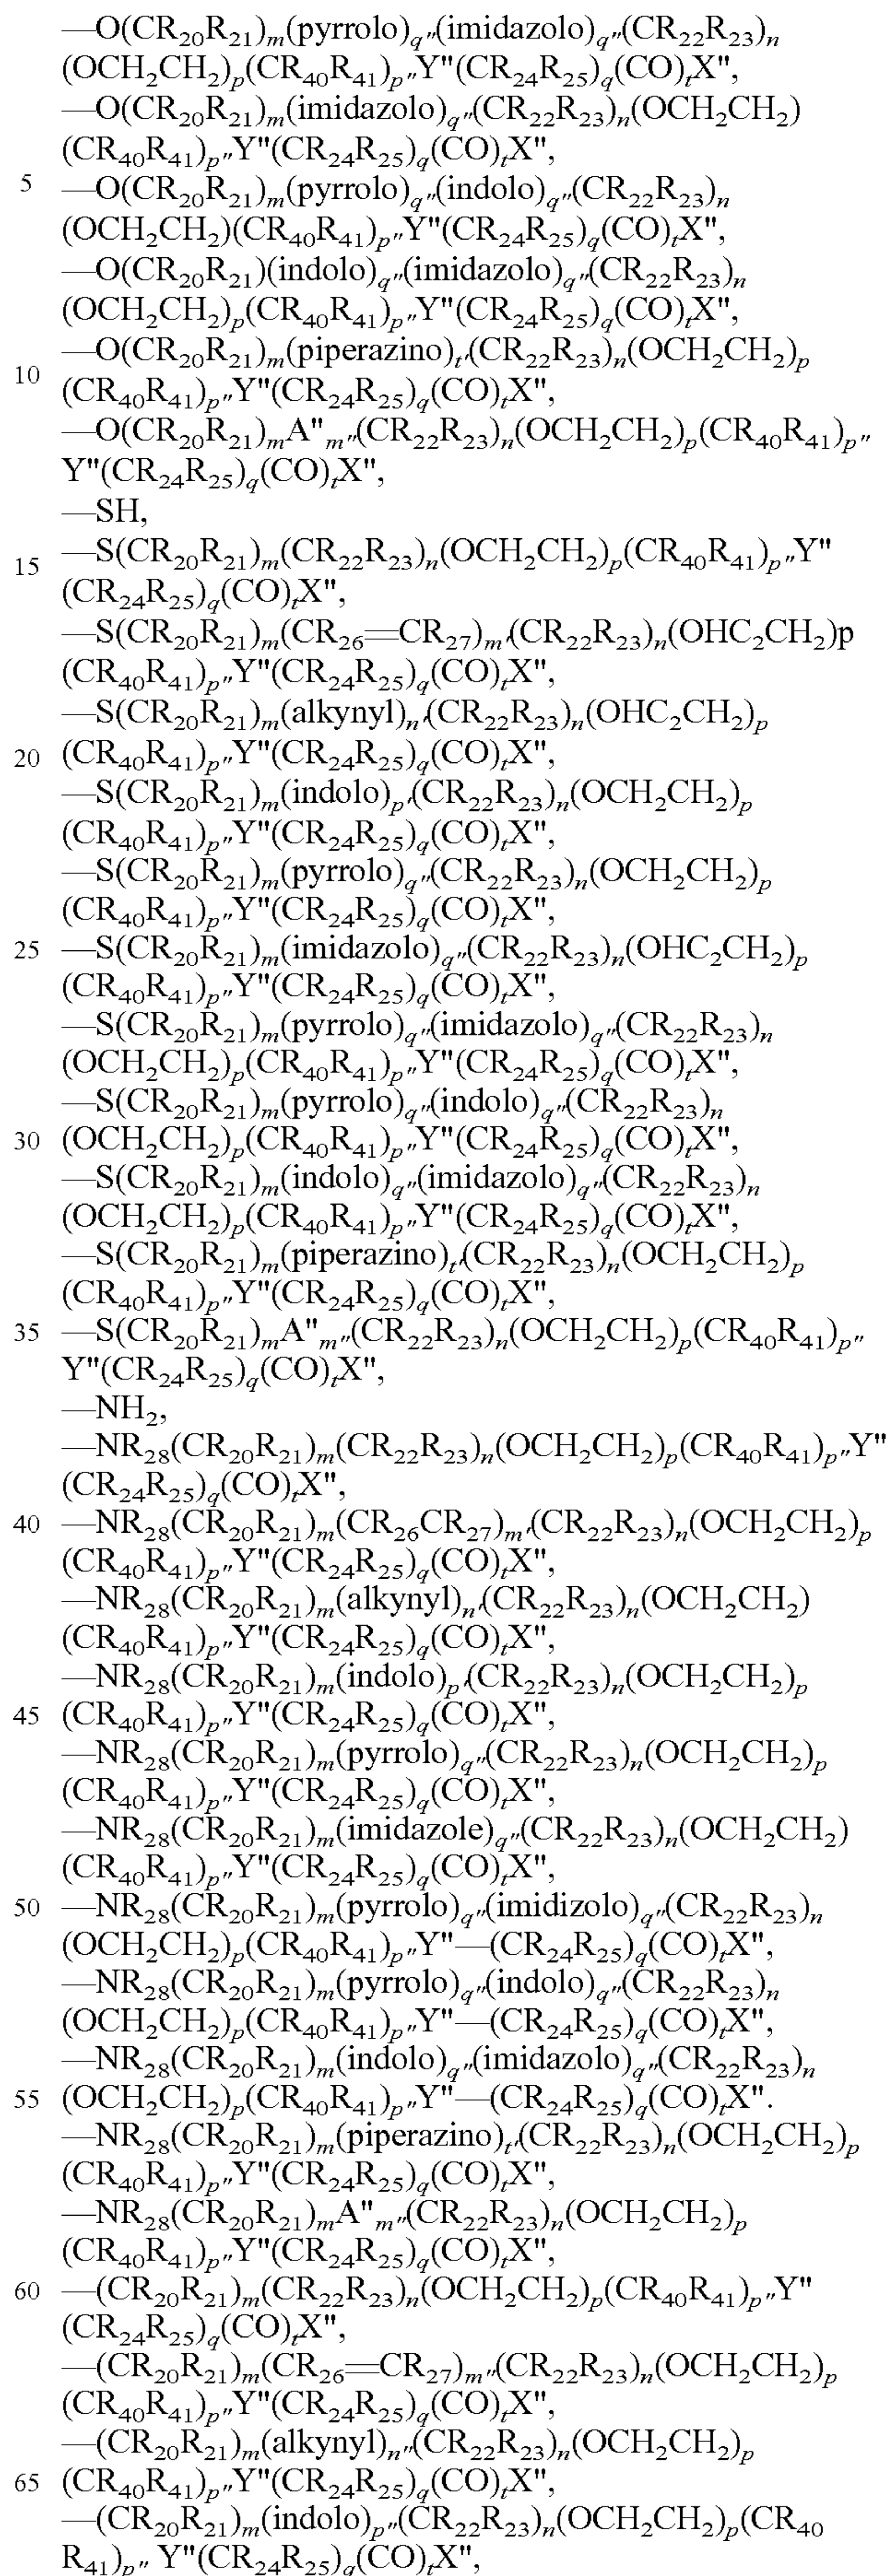 —O(CR₂₀R₂₁)ₘ(pyrrolo)q″(imidazolo)q″(CR₂₂R₂₃)ₙ
(OCH₂CH₂)ₚ(CR₄₀R₄₁)ₚ″Y"(CR₂₄R₂₅)q(CO)ₜX",
—O(CR₂₀R₂₁)ₘ(imidazolo)q″(CR₂₂R₂₃)ₙ(OCH₂CH₂)
(CR₄₀R₄₁)ₚ″Y"(CR₂₄R₂₅)q(CO)ₜX",
5 —O(CR₂₀R₂₁)ₘ(pyrrolo)q″(indolo)q″(CR₂₂R₂₃)ₙ
(OCH₂CH₂)(CR₄₀R₄₁)ₚ″Y"(CR₂₄R₂₅)q(CO)ₜX",
—O(CR₂₀R₂₁)(indolo)q″(imidazolo)q″(CR₂₂R₂₃)ₙ
(OCH₂CH₂)ₚ(CR₄₀R₄₁)ₚ″Y"(CR₂₄R₂₅)q(CO)ₜX",
—O(CR₂₀R₂₁)ₘ(piperazino)ₜ′(CR₂₂R₂₃)ₙ(OCH₂CH₂)ₚ
10 (CR₄₀R₄₁)ₚ″Y"(CR₂₄R₂₅)q(CO)ₜX",
—O(CR₂₀R₂₁)ₘA"ₘ″(CR₂₂R₂₃)ₙ(OCH₂CH₂)ₚ(CR₄₀R₄₁)ₚ″
Y"(CR₂₄R₂₅)q(CO)ₜX",
—SH,
15 —S(CR₂₀R₂₁)ₘ(CR₂₂R₂₃)ₙ(OCH₂CH₂)ₚ(CR₄₀R₄₁)ₚ″Y"
(CR₂₄R₂₅)q(CO)ₜX",
—S(CR₂₀R₂₁)ₘ(CR₂₆═CR₂₇)ₘ′(CR₂₂R₂₃)ₙ(OHC₂CH₂)p
(CR₄₀R₄₁)ₚ″Y"(CR₂₄R₂₅)q(CO)ₜX",
—S(CR₂₀R₂₁)ₘ(alkynyl)ₙ′(CR₂₂R₂₃)ₙ(OHC₂CH₂)ₚ
20 (CR₄₀R₄₁)ₚ″Y"(CR₂₄R₂₅)q(CO)ₜX",
—S(CR₂₀R₂₁)ₘ(indolo)ₚ′(CR₂₂R₂₃)ₙ(OCH₂CH₂)ₚ
(CR₄₀R₄₁)ₚ″Y"(CR₂₄R₂₅)q(CO)ₜX",
—S(CR₂₀R₂₁)ₘ(pyrrolo)q″(CR₂₂R₂₃)ₙ(OCH₂CH₂)ₚ
(CR₄₀R₄₁)ₚ″Y"(CR₂₄R₂₅)q(CO)ₜX",
25 —S(CR₂₀R₂₁)ₘ(imidazolo)q″(CR₂₂R₂₃)ₙ(OHC₂CH₂)ₚ
(CR₄₀R₄₁)ₚ″Y"(CR₂₄R₂₅)q(CO)ₜX",
—S(CR₂₀R₂₁)ₘ(pyrrolo)q″(imidazolo)q″(CR₂₂R₂₃)ₙ
(OCH₂CH₂)ₚ(CR₄₀R₄₁)ₚ″Y"(CR₂₄R₂₅)q(CO)ₜX",
—S(CR₂₀R₂₁)ₘ(pyrrolo)q″(indolo)q″(CR₂₂R₂₃)ₙ
30 (OCH₂CH₂)ₚ(CR₄₀R₄₁)ₚ″Y"(CR₂₄R₂₅)q(CO)ₜX",
—S(CR₂₀R₂₁)ₘ(indolo)q″(imidazolo)q″(CR₂₂R₂₃)ₙ
(OCH₂CH₂)ₚ(CR₄₀R₄₁)ₚ″Y"(CR₂₄R₂₅)q(CO)ₜX",
—S(CR₂₀R₂₁)ₘ(piperazino)ₜ′(CR₂₂R₂₃)ₙ(OCH₂CH₂)ₚ
(CR₄₀R₄₁)ₚ″Y"(CR₂₄R₂₅)q(CO)ₜX",
35 —S(CR₂₀R₂₁)ₘA"ₘ″(CR₂₂R₂₃)ₙ(OCH₂CH₂)ₚ(CR₄₀R₄₁)ₚ″
Y"(CR₂₄R₂₅)q(CO)ₜX",
—NH₂,
—NR₂₈(CR₂₀R₂₁)ₘ(CR₂₂R₂₃)ₙ(OCH₂CH₂)ₚ(CR₄₀R₄₁)ₚ″Y"
(CR₂₄R₂₅)q(CO)ₜX",
40 —NR₂₈(CR₂₀R₂₁)ₘ(CR₂₆CR₂₇)ₘ′(CR₂₂R₂₃)ₙ(OCH₂CH₂)ₚ
(CR₄₀R₄₁)ₚ″Y"(CR₂₄R₂₅)q(CO)ₜX",
—NR₂₈(CR₂₀R₂₁)ₘ(alkynyl)ₙ′(CR₂₂R₂₃)ₙ(OCH₂CH₂)
(CR₄₀R₄₁)ₚ″Y"(CR₂₄R₂₅)q(CO)ₜX",
—NR₂₈(CR₂₀R₂₁)ₘ(indolo)ₚ′(CR₂₂R₂₃)ₙ(OCH₂CH₂)ₚ
45 (CR₄₀R₄₁)ₚ″Y"(CR₂₄R₂₅)q(CO)ₜX",
—NR₂₈(CR₂₀R₂₁)ₘ(pyrrolo)q″(CR₂₂R₂₃)ₙ(OCH₂CH₂)ₚ
(CR₄₀R₄₁)ₚ″Y"(CR₂₄R₂₅)q(CO)ₜX",
—NR₂₈(CR₂₀R₂₁)ₘ(imidazole)q″(CR₂₂R₂₃)ₙ(OCH₂CH₂)
(CR₄₀R₄₁)ₚ″Y"(CR₂₄R₂₅)q(CO)ₜX",
50 —NR₂₈(CR₂₀R₂₁)ₘ(pyrrolo)q″(imidizolo)q″(CR₂₂R₂₃)ₙ
(OCH₂CH₂)ₚ(CR₄₀R₄₁)ₚ″Y"—(CR₂₄R₂₅)q(CO)ₜX",
—NR₂₈(CR₂₀R₂₁)ₘ(pyrrolo)q″(indolo)q″(CR₂₂R₂₃)ₙ
(OCH₂CH₂)ₚ(CR₄₀R₄₁)ₚ″Y"—(CR₂₄R₂₅)q(CO)ₜX",
—NR₂₈(CR₂₀R₂₁)ₘ(indolo)q″(imidazolo)q″(CR₂₂R₂₃)ₙ
55 (OCH₂CH₂)ₚ(CR₄₀R₄₁)ₚ″Y"—(CR₂₄R₂₅)q(CO)ₜX".
—NR₂₈(CR₂₀R₂₁)ₘ(piperazino)ₜ′(CR₂₂R₂₃)ₙ(OCH₂CH₂)ₚ
(CR₄₀R₄₁)ₚ″Y"(CR₂₄R₂₅)q(CO)ₜX",
—NR₂₈(CR₂₀R₂₁)ₘA"ₘ″(CR₂₂R₂₃)ₙ(OCH₂CH₂)ₚ
(CR₄₀R₄₁)ₚ″Y"(CR₂₄R₂₅)q(CO)ₜX",
60 —(CR₂₀R₂₁)ₘ(CR₂₂R₂₃)ₙ(OCH₂CH₂)ₚ(CR₄₀R₄₁)ₚ″Y"
(CR₂₄R₂₅)q(CO)ₜX",
—(CR₂₀R₂₁)ₘ(CR₂₆═CR₂₇)ₘ″(CR₂₂R₂₃)ₙ(OCH₂CH₂)ₚ
(CR₄₀R₄₁)ₚ″Y"(CR₂₄R₂₅)q(CO)ₜX",
—(CR₂₀R₂₁)ₘ(alkynyl)ₙ″(CR₂₂R₂₃)ₙ(OCH₂CH₂)ₚ
65 (CR₄₀R₄₁)ₚ″Y"(CR₂₄R₂₅)q(CO)ₜX",
—(CR₂₀R₂₁)ₘ(indolo)ₚ″(CR₂₂R₂₃)ₙ(OCH₂CH₂)ₚ(CR₄₀
R₄₁)ₚ″ Y"(CR₂₄R₂₅)q(CO)ₜX",